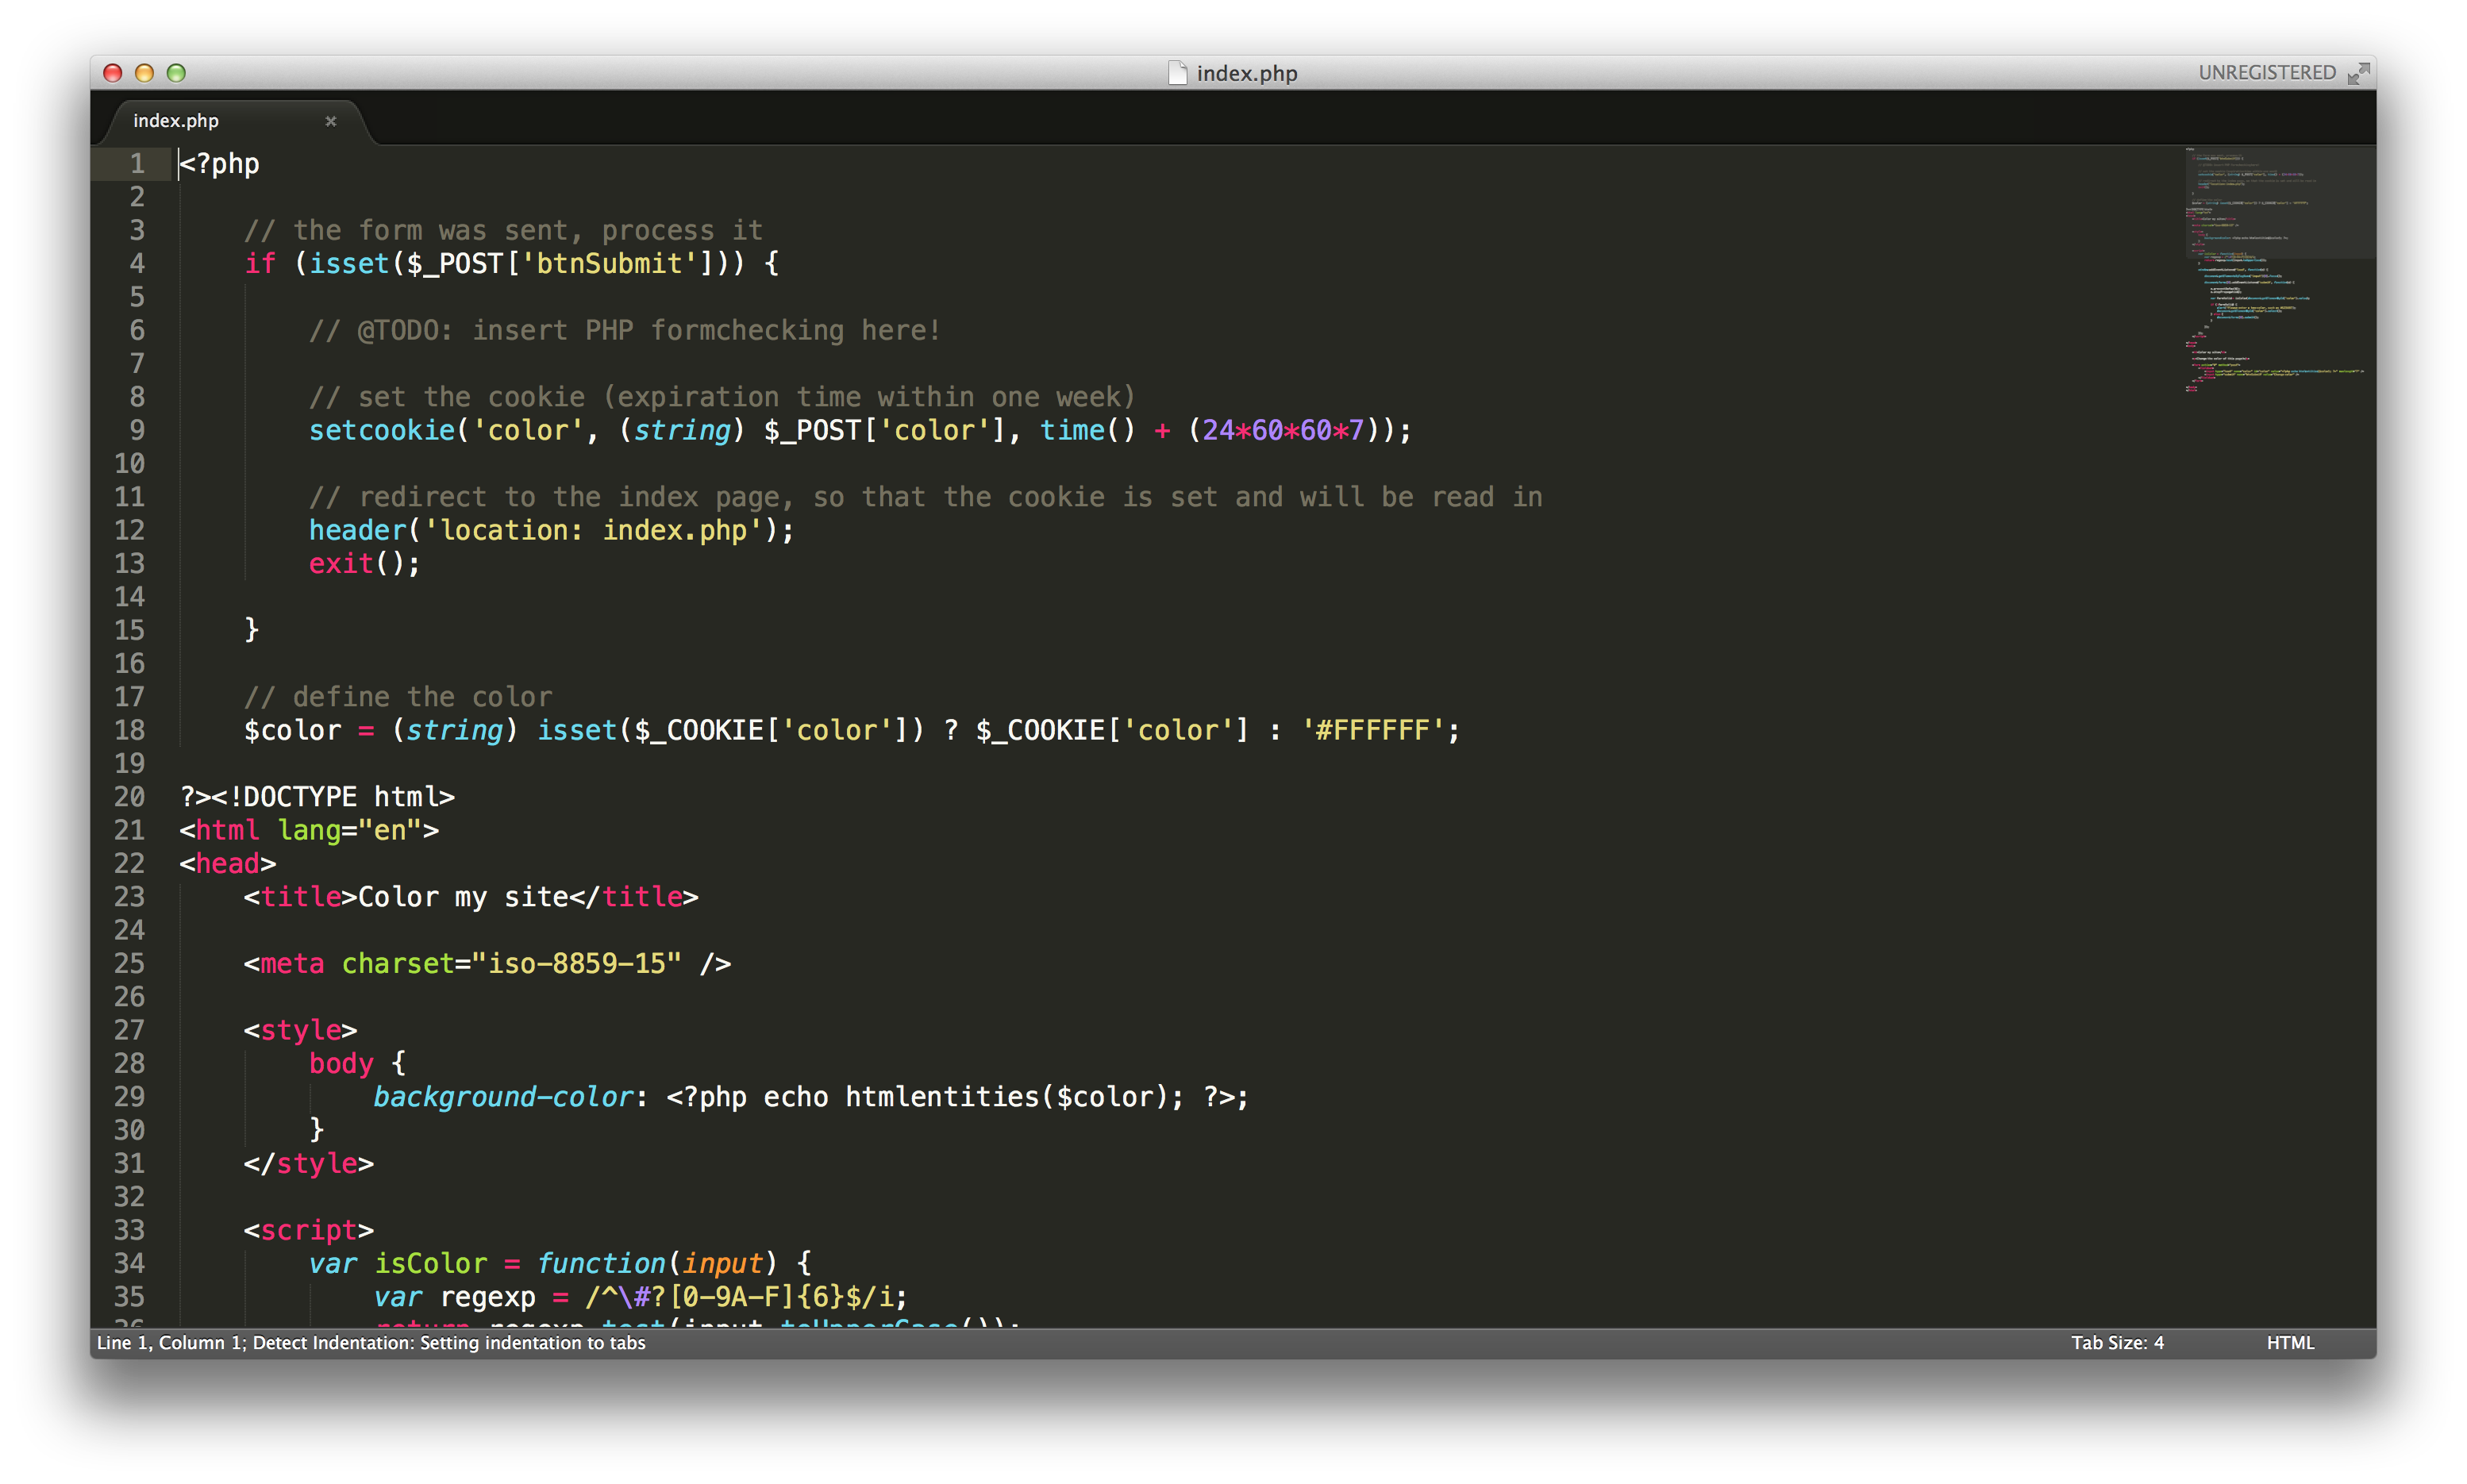 index.php
UNREGISTERED
index.php ×
1 <?php
2
3     // the form was sent, process it
4     if (isset($_POST['btnSubmit'])) {
5
6         // @TODO: insert PHP formchecking here!
7
8         // set the cookie (expiration time within one week)
9         setcookie('color', (string) $_POST['color'], time() + (24*60*60*7));
10
11         // redirect to the index page, so that the cookie is set and will be read in
12         header('location: index.php');
13         exit();
14
15     }
16
17     // define the color
18     $color = (string) isset($_COOKIE['color']) ? $_COOKIE['color'] : '#FFFFFF';
19
20 ?><!DOCTYPE html>
21 <html lang="en">
22 <head>
23     <title>Color my site</title>
24
25     <meta charset="iso-8859-15" />
26
27     <style>
28         body {
29             background-color: <?php echo htmlentities($color); ?>;
30         }
31     </style>
32
33     <script>
34         var isColor = function(input) {
35             var regexp = /^\#?[0-9A-F]{6}$/i;
36             return regexp.test(input.toUpperCase());
Line 1, Column 1; Detect Indentation: Setting indentation to tabs
Tab Size: 4
HTML